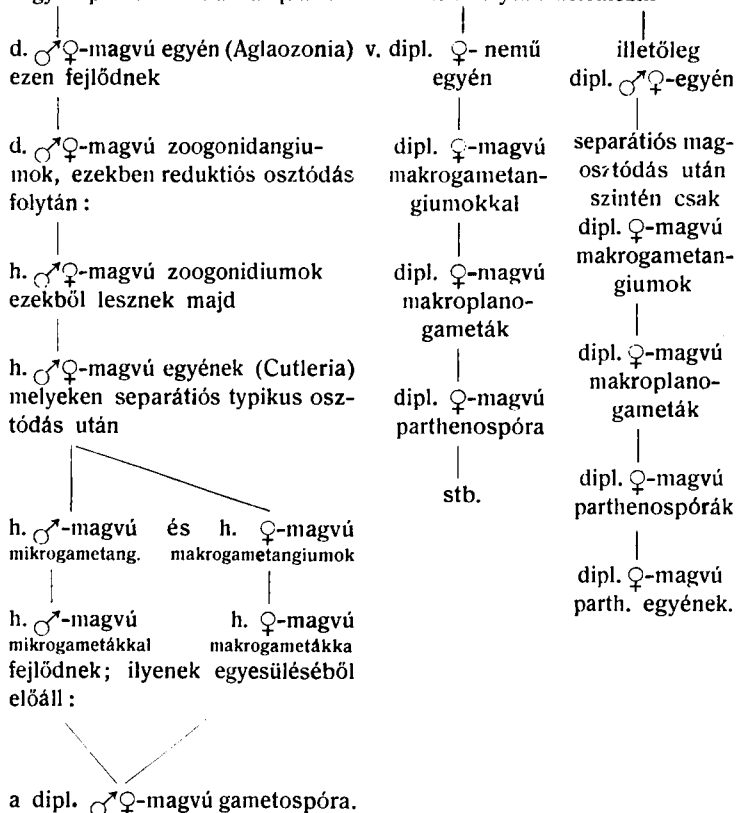 d. ♂♀-magvú egyén (Aglaozonia)
ezen fejlődnek
d. ♂♀-magvú zoogonidangiu-
mok, ezekben reduktiós osztódás
folytán :
h. ♂♀-magvú zoogonidiumok
ezekből lesznek majd
h. ♂♀-magvú egyének (Cutleria)
melyeken separátiós typikus osz-
tódás után
h. ♂-magvú és h. ♀-magvú
mikrogametang. makrogametangiumok
h. ♂-magvú h. ♀-magvú
mikrogametákkal makrogametákka
fejlődnek; ilyenek egyesüléséből
előáll :
a dipl. ♂♀-magvú gametospóra.
v. dipl. ♀- nemű
egyén
dipl. ♀-magvú
makrogametan-
giumokkal
dipl. ♀-magvú
makroplano-
gameták
dipl. ♀-magvú
parthenospóra
stb.
illetőleg
dipl. ♂♀-egyén
separátiós mag-
osztódás után
szintén csak
dipl. ♀-magvú
makrogametan-
giumok
dipl. ♀-magvú
makroplano-
gameták
dipl. ♀-magvú
parthenospórák
dipl. ♀-magvú
parth. egyének.